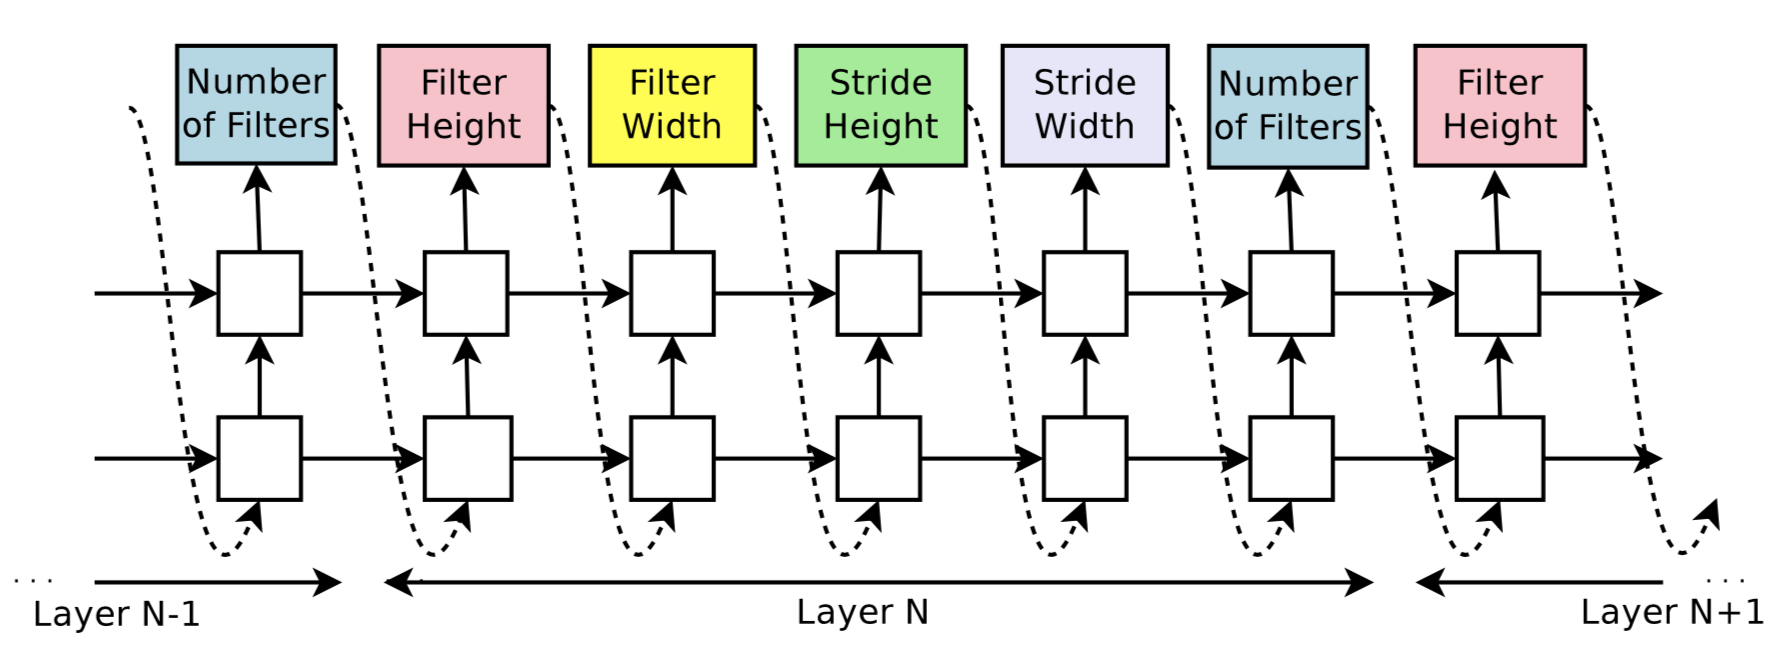 Number
of Filters
Filter
Height
Filter
Width
Stride
Height
Stride
Width
Number
of Filters
Filter
Height
...
Layer N-1
Layer N
...
Layer N+1